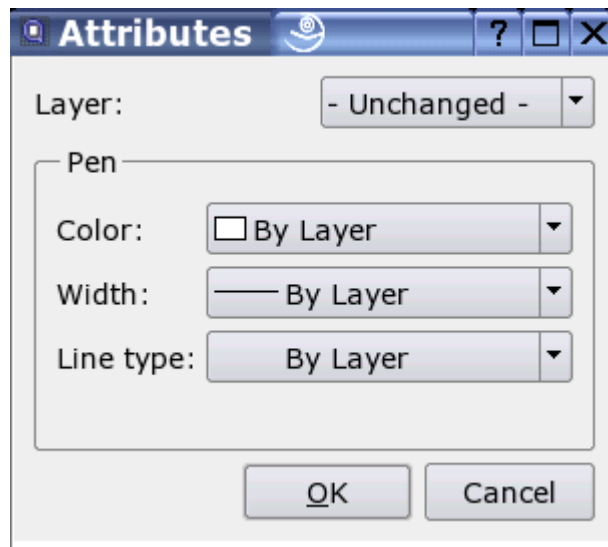 Attributes ?
Layer: - Unchanged -
Pen
Color: By Layer
Width: By Layer
Line type: By Layer
OK Cancel